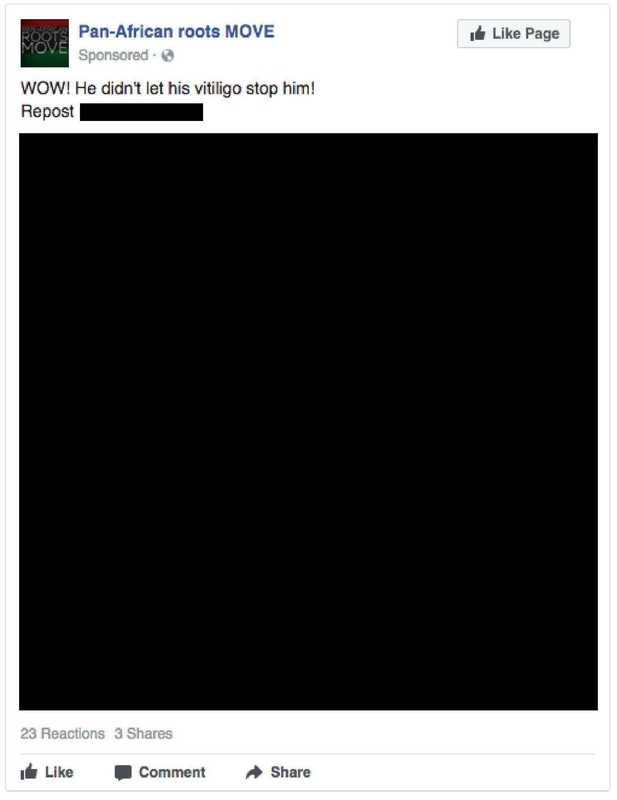 ROOTS
MOVE
Pan-African roots MOVE
Like Page
Sponsored ·
WOW! He didn't let his vitiligo stop him!
Repost
23 Reactions 3 Shares
Like Comment Share